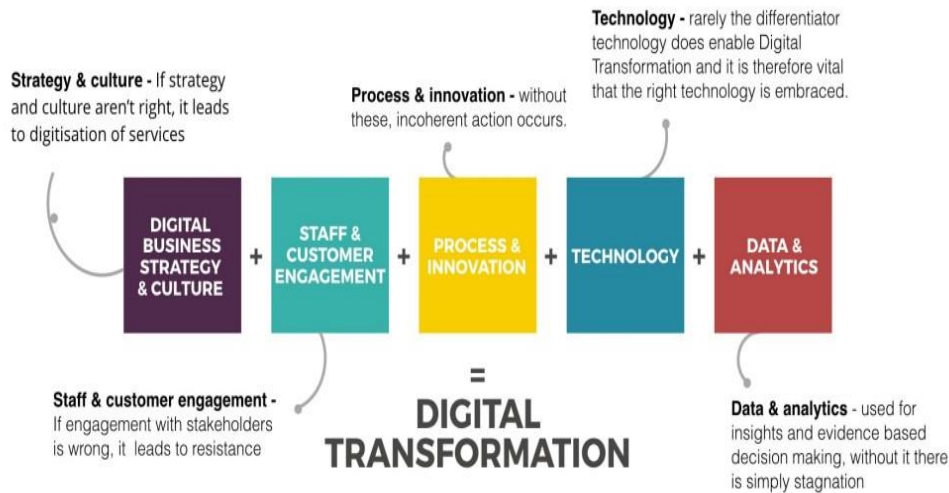 Technology - rarely the differentiator
technology does enable Digital
Transformation and it is therefore vital
that the right technology is embraced.
Strategy & culture - If strategy
and culture aren't right, it leads
to digitisation of services
Process & innovation - without
these, incoherent action occurs.
DIGITAL
BUSINESS
STRATEGY
& CULTURE
+
STAFF &
CUSTOMER
ENGAGEMENT
+
PROCESS &
INNOVATION
+
TECHNOLOGY
+
DATA &
ANALYTICS
=
DIGITAL
TRANSFORMATION
Staff & customer engagement -
If engagement with stakeholders
is wrong, it leads to resistance
Data & analytics - used for
insights and evidence based
decision making, without it there
is simply stagnation